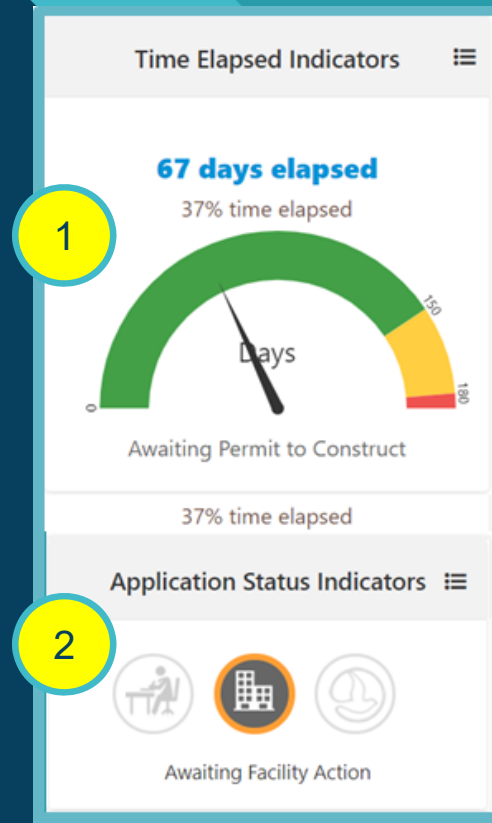 Time Elapsed Indicators
67 days elapsed
37% time elapsed
1
150
Days
0
180
Awaiting Permit to Construct
37% time elapsed
Application Status Indicators
2
Awaiting Facility Action